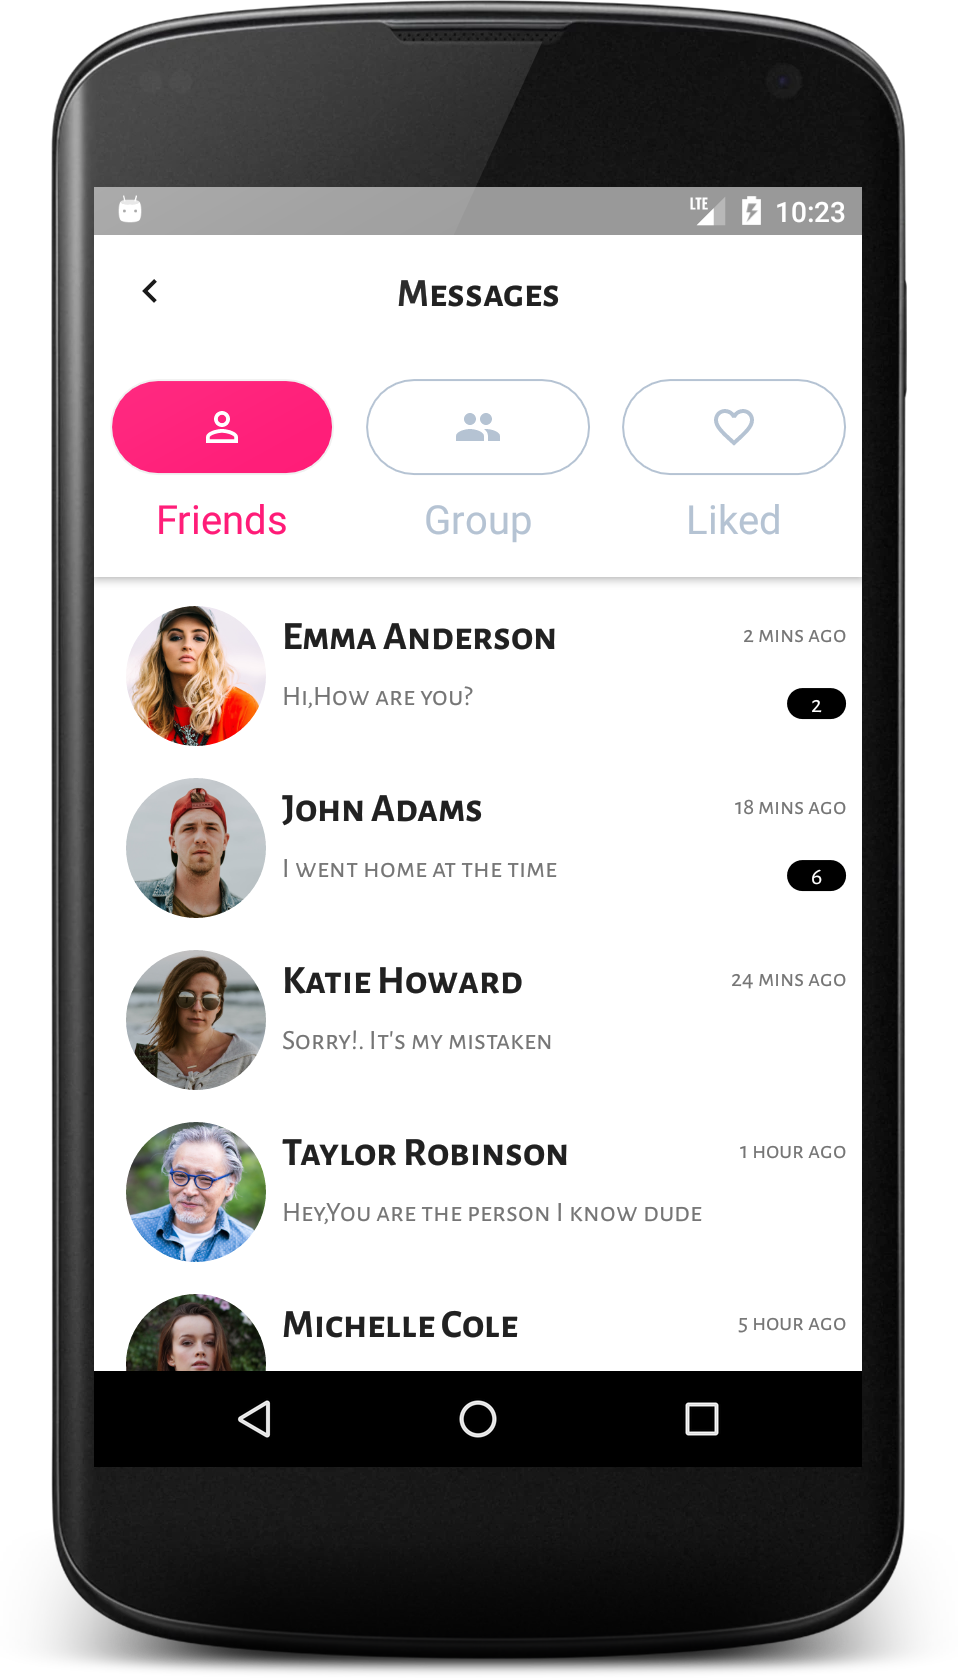 LTE 10:23
Messages
Friends Group Liked
Emma Anderson 2 mins ago
Hi,How are you? 2
John Adams 18 mins ago
I went home at the time 6
Katie Howard 24 mins ago
Sorry!. It's my mistaken
Taylor Robinson 1 hour ago
Hey,You are the person I know dude
Michelle Cole 5 hour ago